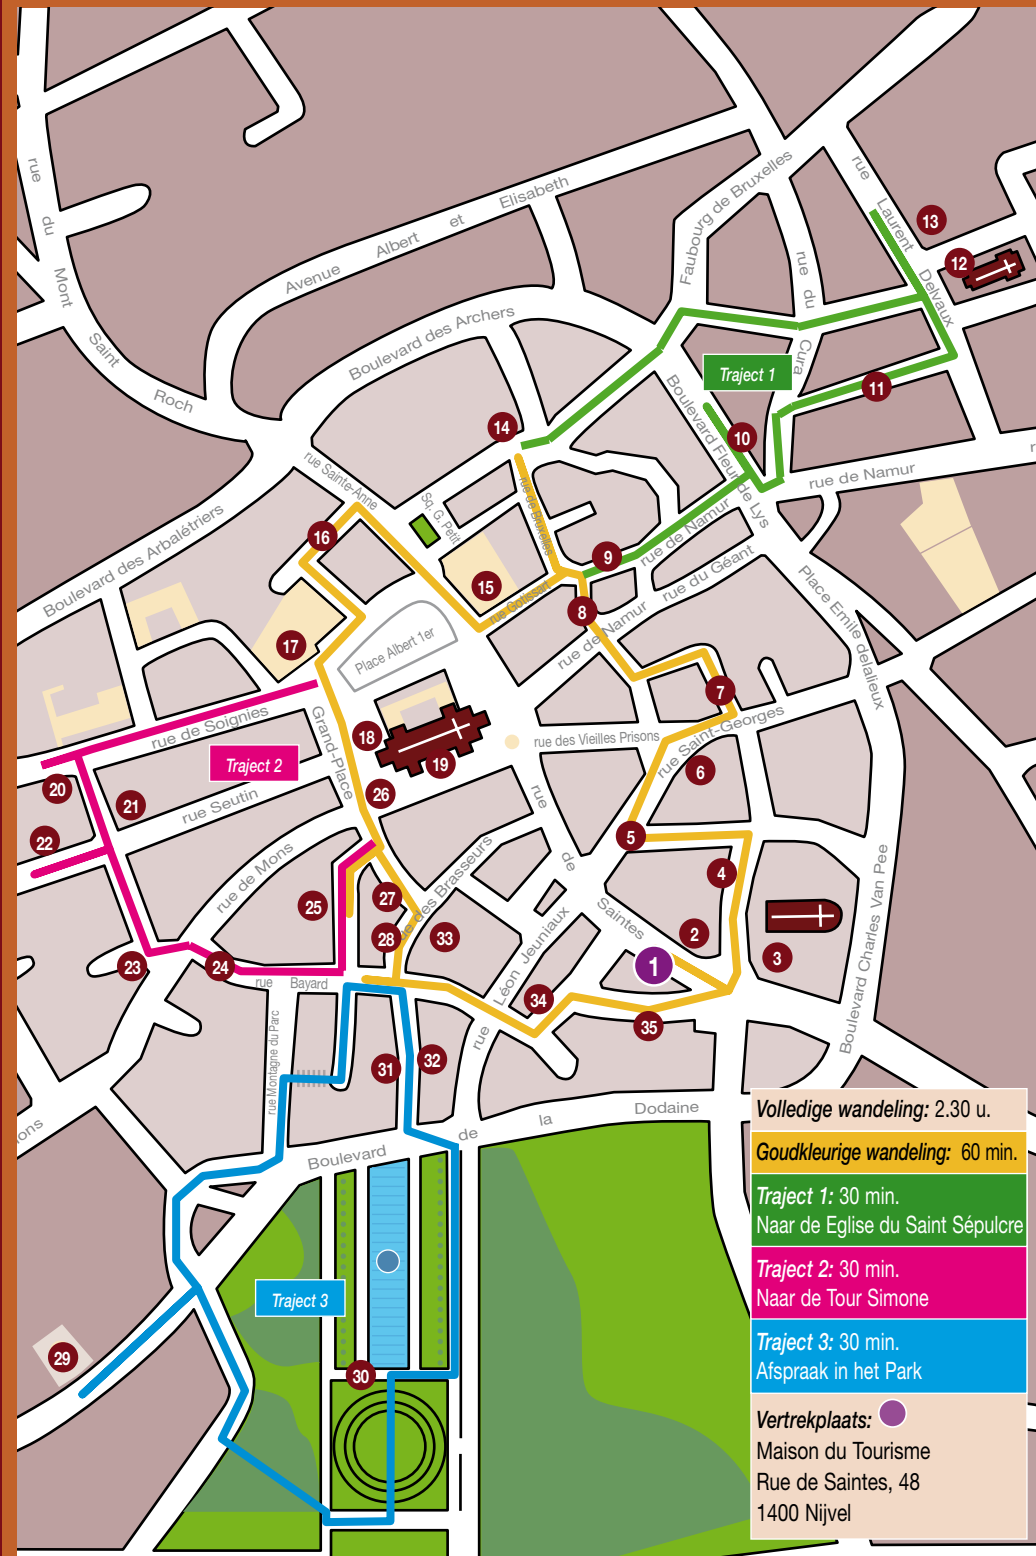 rue du Mont Saint Roch
Avenue Albert et Elisabeth
Faubourg de Bruxelles
rue Laurent Delvaux
rue du Cura
13
12
Boulevard des Archers
Traject 1
11
14
10
Boulevard Fleur de Lys
rue de Namur
rue Sainte-Anne
Sq. G. Petit
rue de Bruxelles
Boulevard des Arbalétriers
16
9
rue de Namur
15
rue du Géant
rue Gotissart
8
Place Emile delalieux
17
Place Albert 1er
rue de Namur
7
rue de Soignies
Grand-Place
18
19
rue des Vieilles Prisons
rue Saint-Georges
6
Traject 2
20
21
26
rue Seutin
rue de Saintes
22
5
rue de Mons
rue des Brasseurs
4
25
27
Boulevard Charles Van Pee
28
33
2
23
24
1
3
rue Bayard
rue Léon Jeuniaux
34
35
rue Montagne du Parc
31
32
ons
Boulevard de la Dodaine
Traject 3
29
30
Volledige wandeling: 2.30 u.
Goudkleurige wandeling: 60 min.
Traject 1: 30 min.
Naar de Eglise du Saint Sépulcre
Traject 2: 30 min.
Naar de Tour Simone
Traject 3: 30 min.
Afspraak in het Park
Vertrekplaats:
Maison du Tourisme
Rue de Saintes, 48
1400 Nijvel